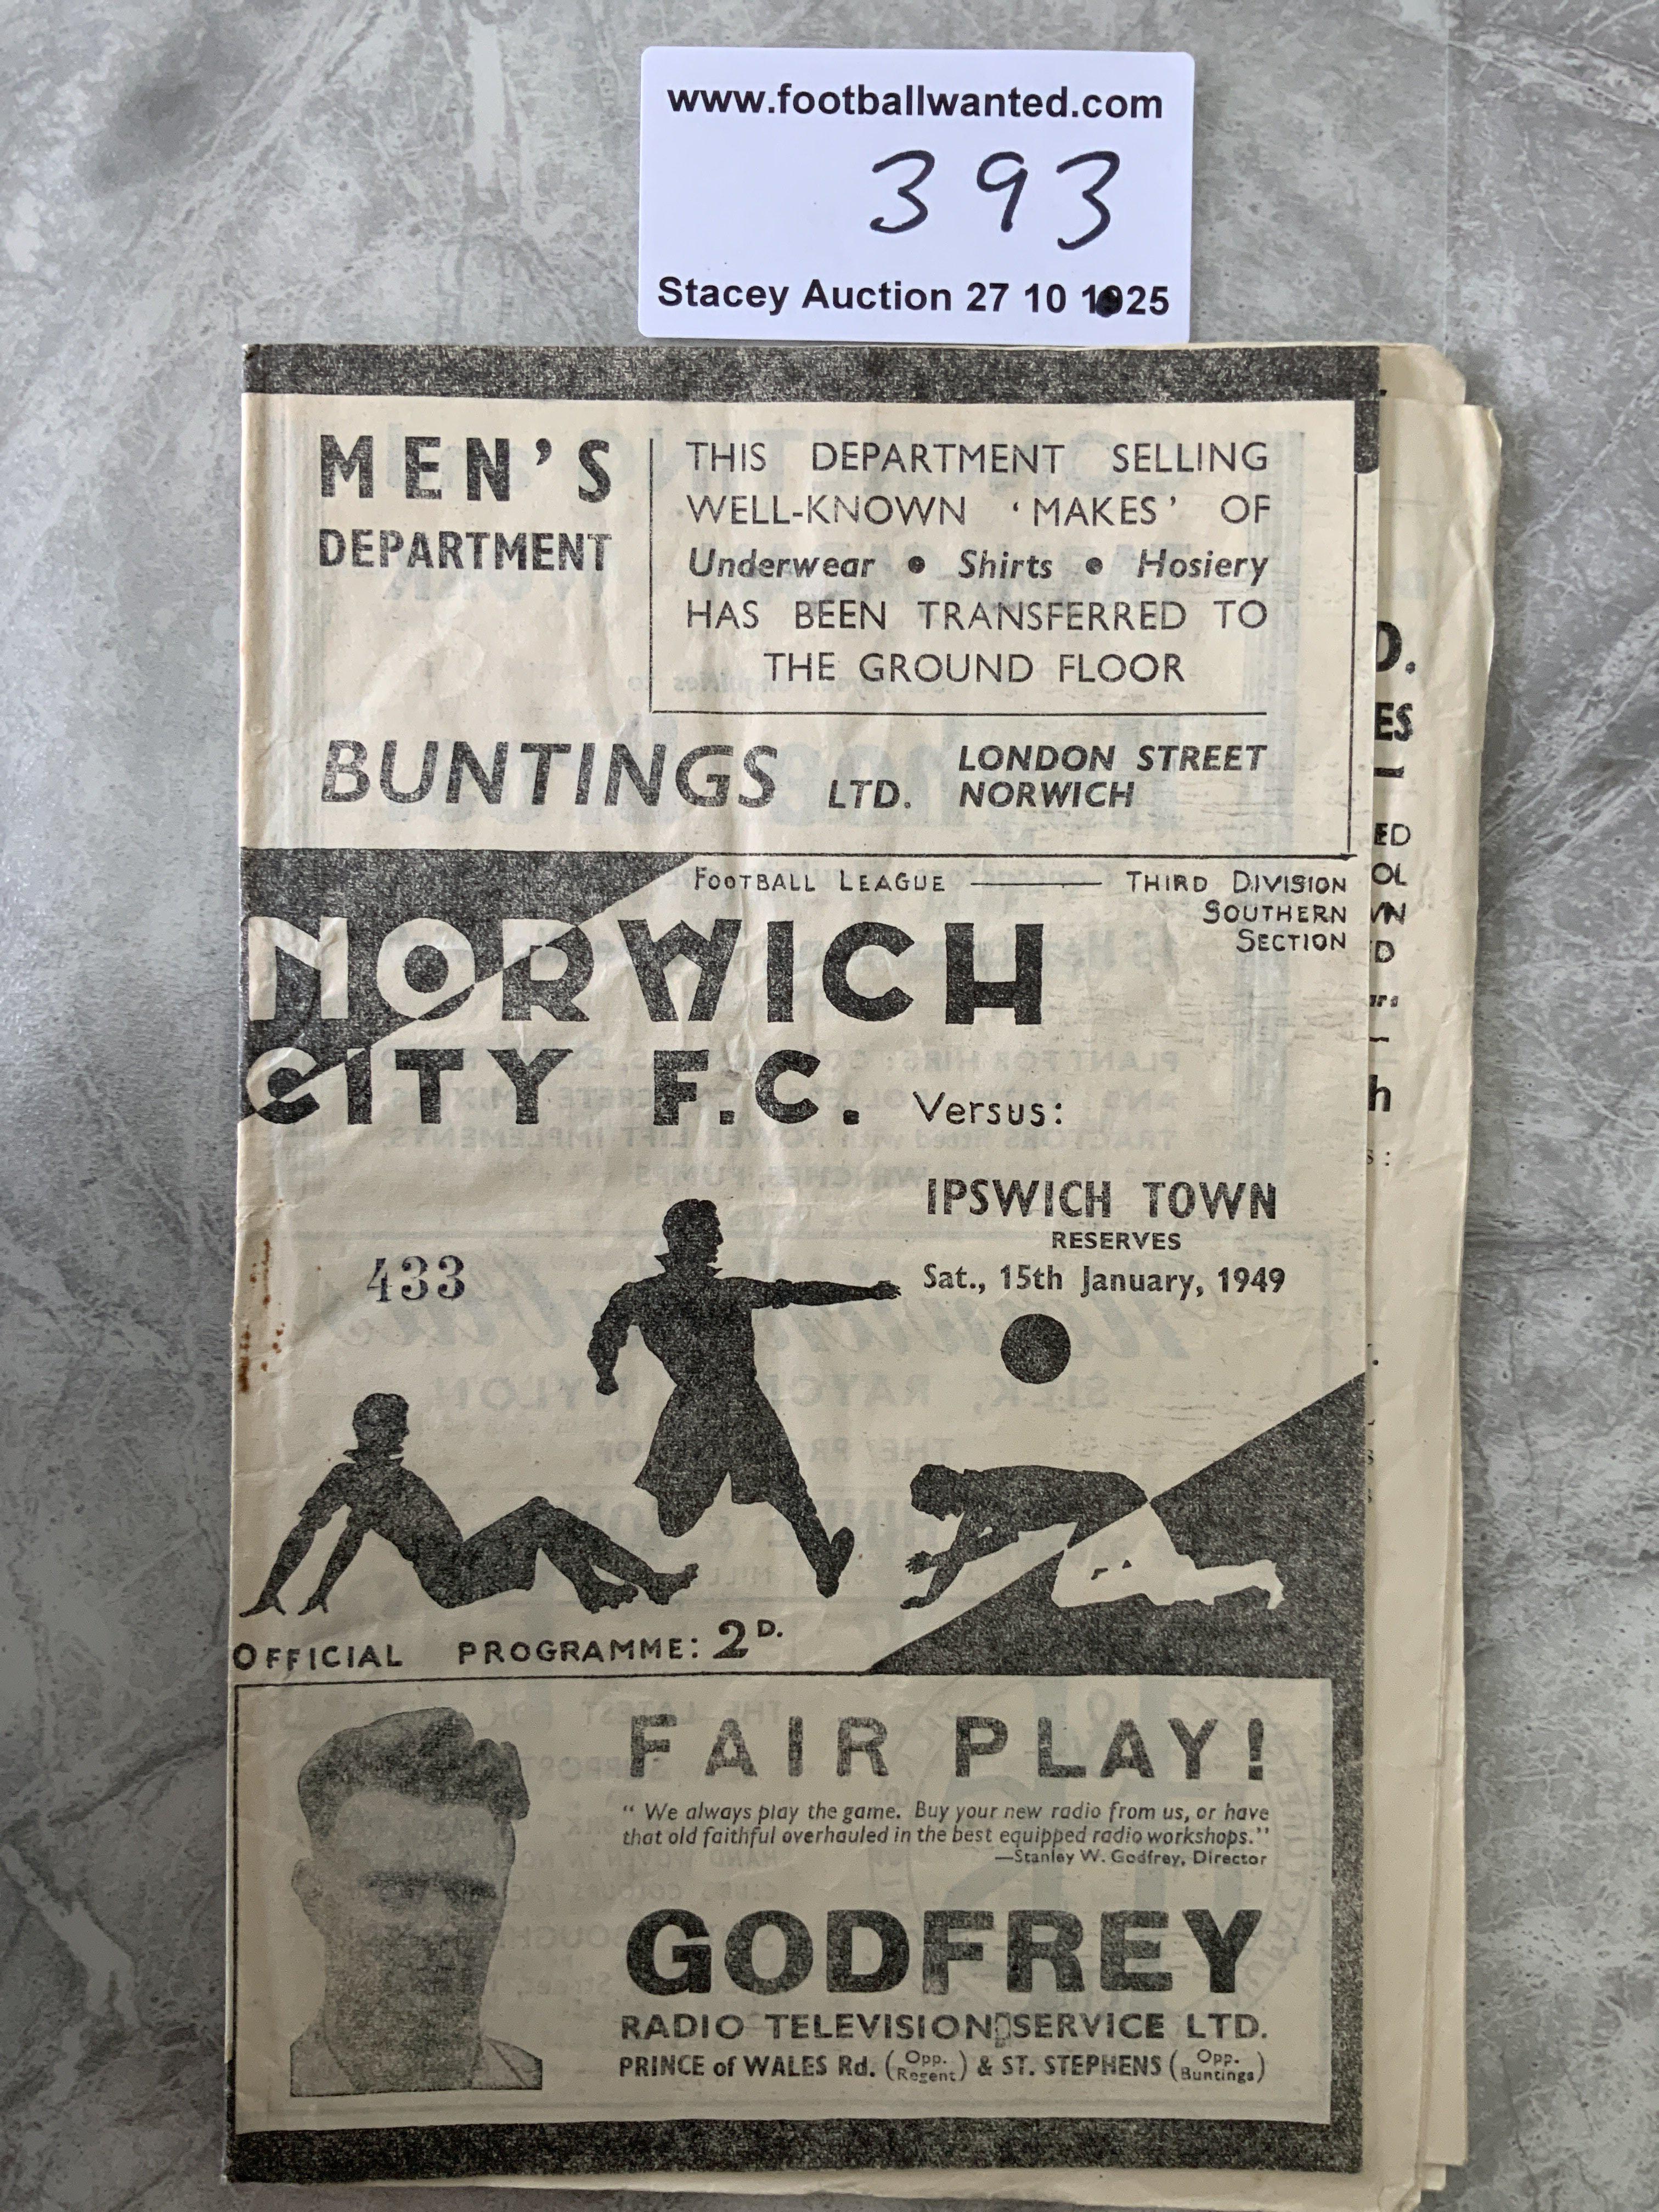 www.footballwanted.com
393
Stacey Auction 27 10 1925
MEN'S
DEPARTMENT
THIS DEPARTMENT SELLING
WELL-KNOWN ‘MAKES’ OF
Underwear • Shirts • Hosiery
HAS BEEN TRANSFERRED TO
THE GROUND FLOOR
BUNTINGS LTD.
LONDON STREET
NORWICH
FOOTBALL LEAGUE — THIRD DIVISION
SOUTHERN
SECTION
NORWICH
CITY F.C. Versus:
IPSWICH TOWN
RESERVES
Sat., 15th January, 1949
433
OFFICIAL PROGRAMME: 2D.
FAIR PLAY!
“ We always play the game. Buy your new radio from us, or have
that old faithful overhauled in the best equipped radio workshops.”
—Stanley W. Godfrey, Director
GODFREY
RADIO TELEVISION SERVICE LTD.
PRINCE of WALES Rd. (Opp. Regent) & ST. STEPHENS (Opp. Buntings)
D.
ES
ED
OL
WN
D
h